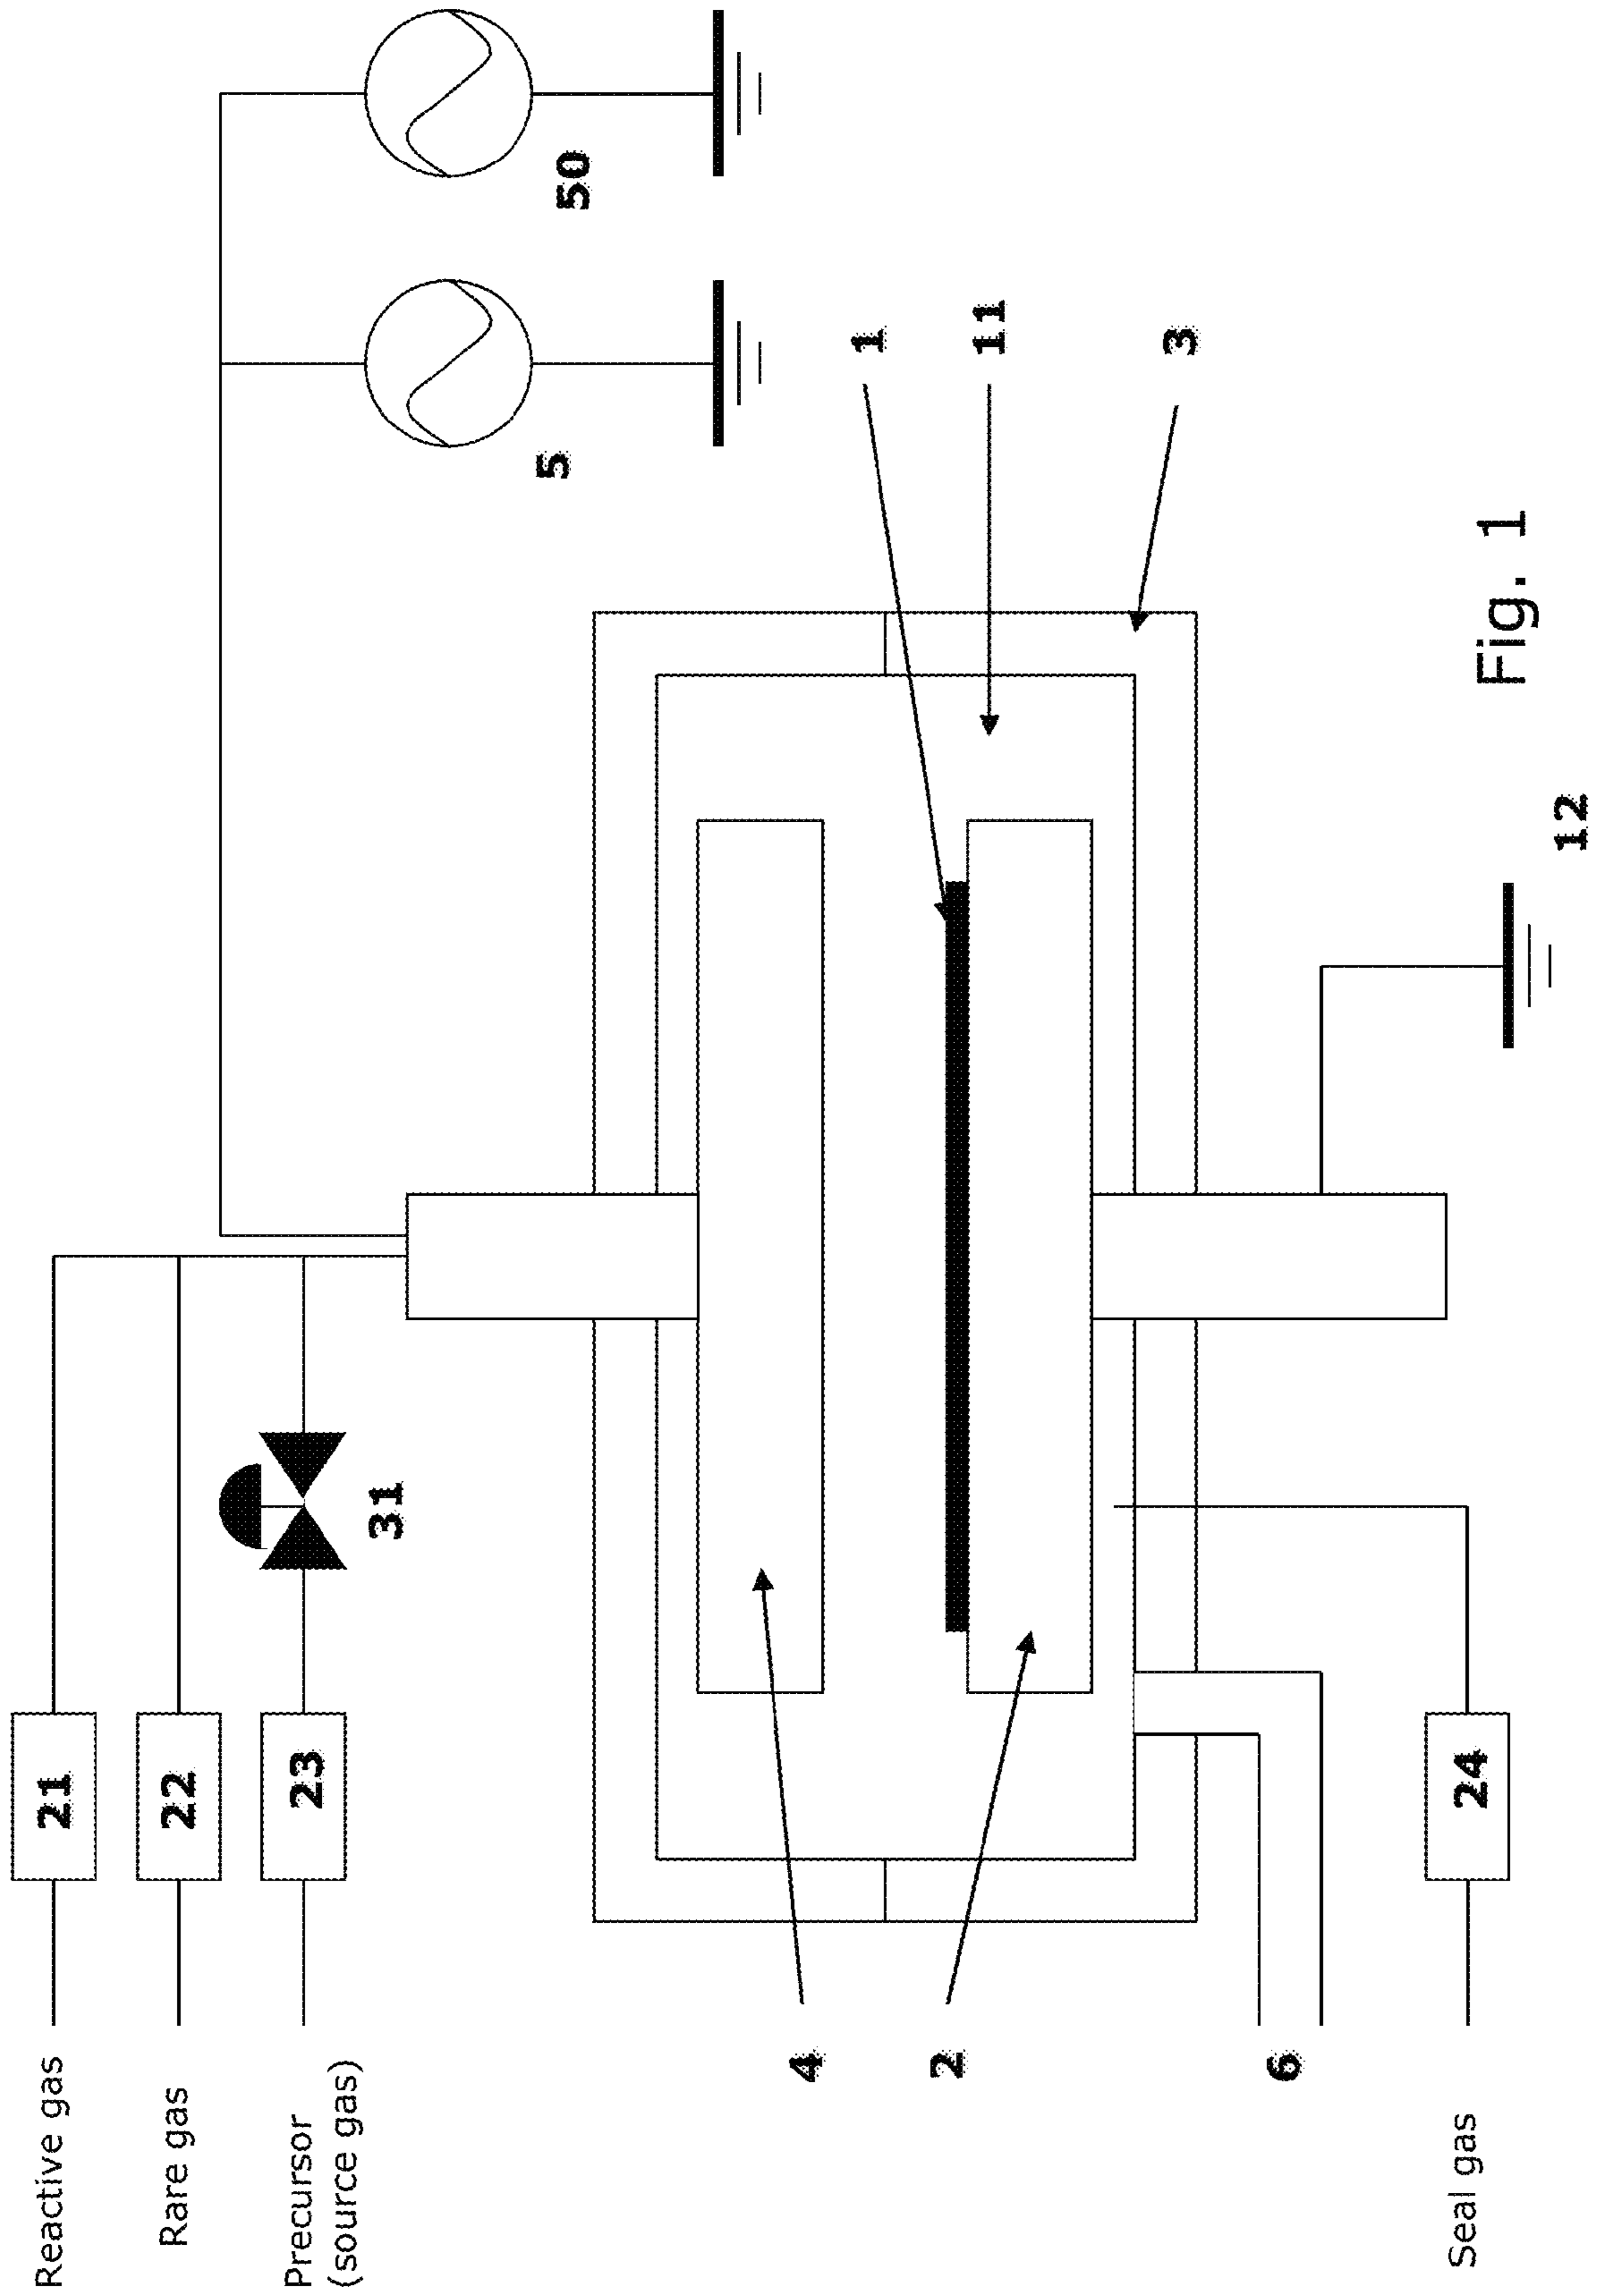 Reactive gas
21
Rare gas
22
Precursor
(source gas)
23
31
5
50
4
2
1
11
3
6
Seal gas
24
12
Fig. 1